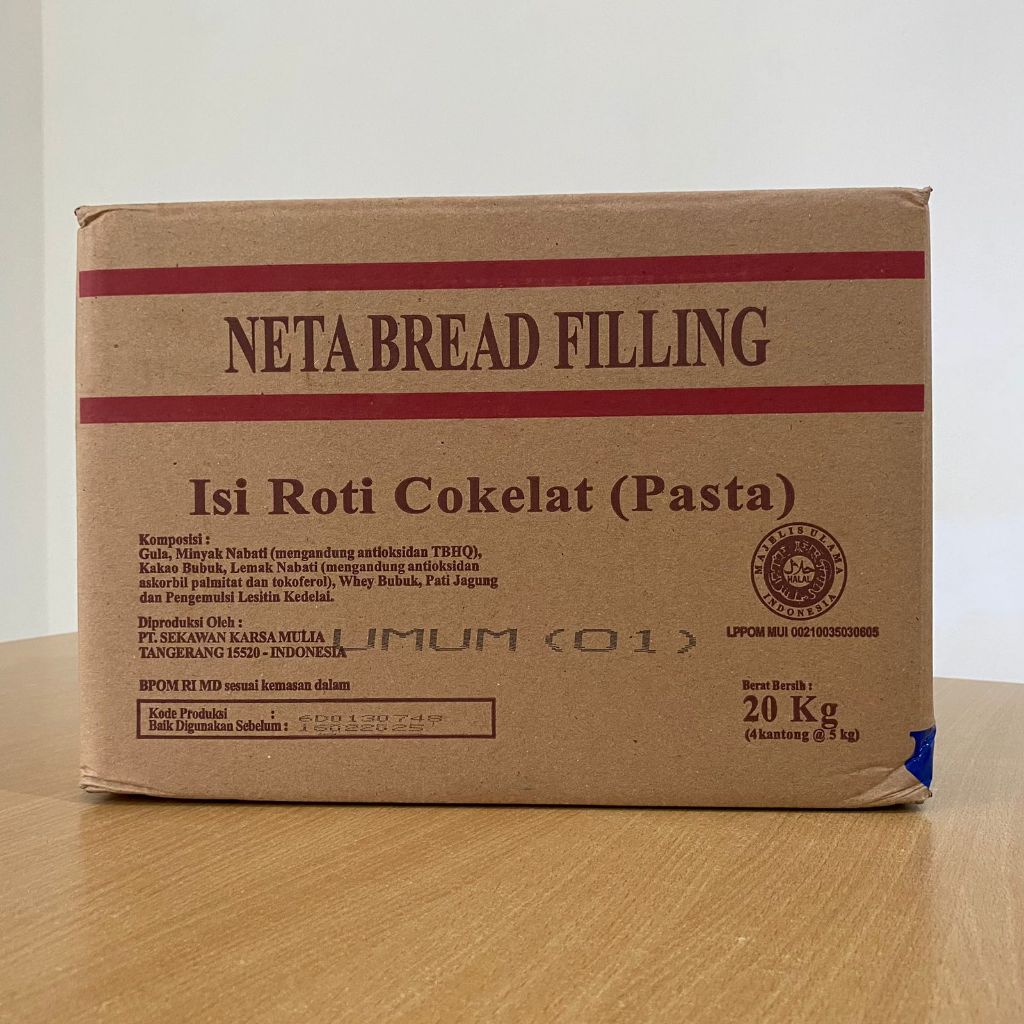 NETA BREAD FILLING
Isi Roti Cokelat (Pasta)
Komposisi :
Gula, Minyak Nabati (mengandung antioksidan TBHQ),
Kakao Bubuk, Lemak Nabati (mengandung antioksidan
askorbil palmitat dan tokoferol), Whey Bubuk, Pati Jagung
dan Pengemulsi Lesitin Kedelai.
MAJELIS ULAMA
حلال
HALAL
INDONESIA
LPPOM MUI 00210035030605
Diproduksi Oleh :
PT. SEKAWAN KARSA MULIA
TANGERANG 15520 - INDONESIA
UMUM (01)
BPOM RI MD sesuai kemasan dalam
Kode Produksi : 6D0130748
Baik Digunakan Sebelum : 16022025
Berat Bersih :
20 Kg
(4 kantong @ 5 kg)